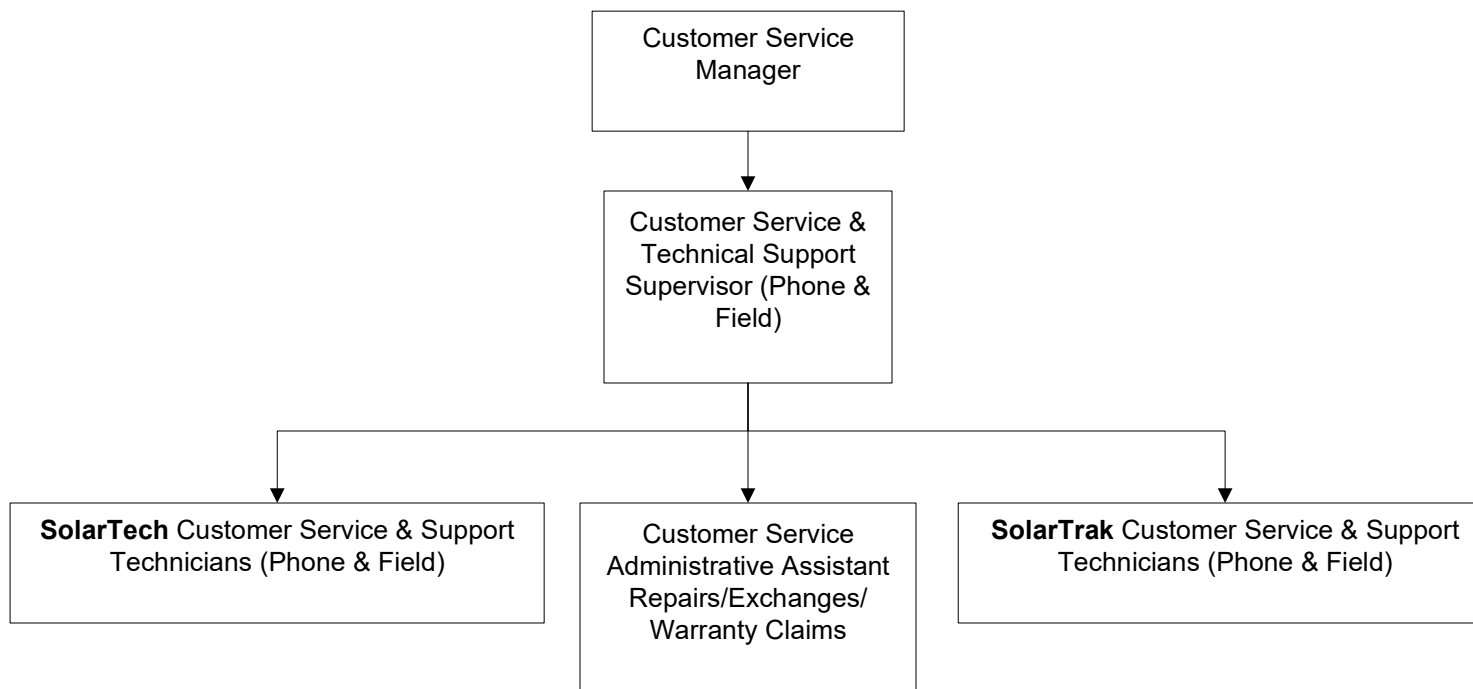 Customer Service
Manager
Customer Service &
Technical Support
Supervisor (Phone &
Field)
SolarTech Customer Service & Support
Technicians (Phone & Field)
Customer Service
Administrative Assistant
Repairs/Exchanges/
Warranty Claims
SolarTrak Customer Service & Support
Technicians (Phone & Field)